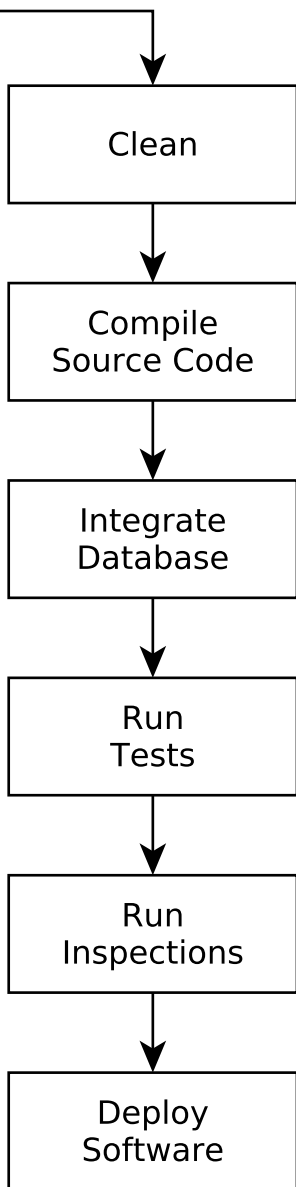 Clean
Compile
Source Code
Integrate
Database
Run
Tests
Run
Inspections
Deploy
Software